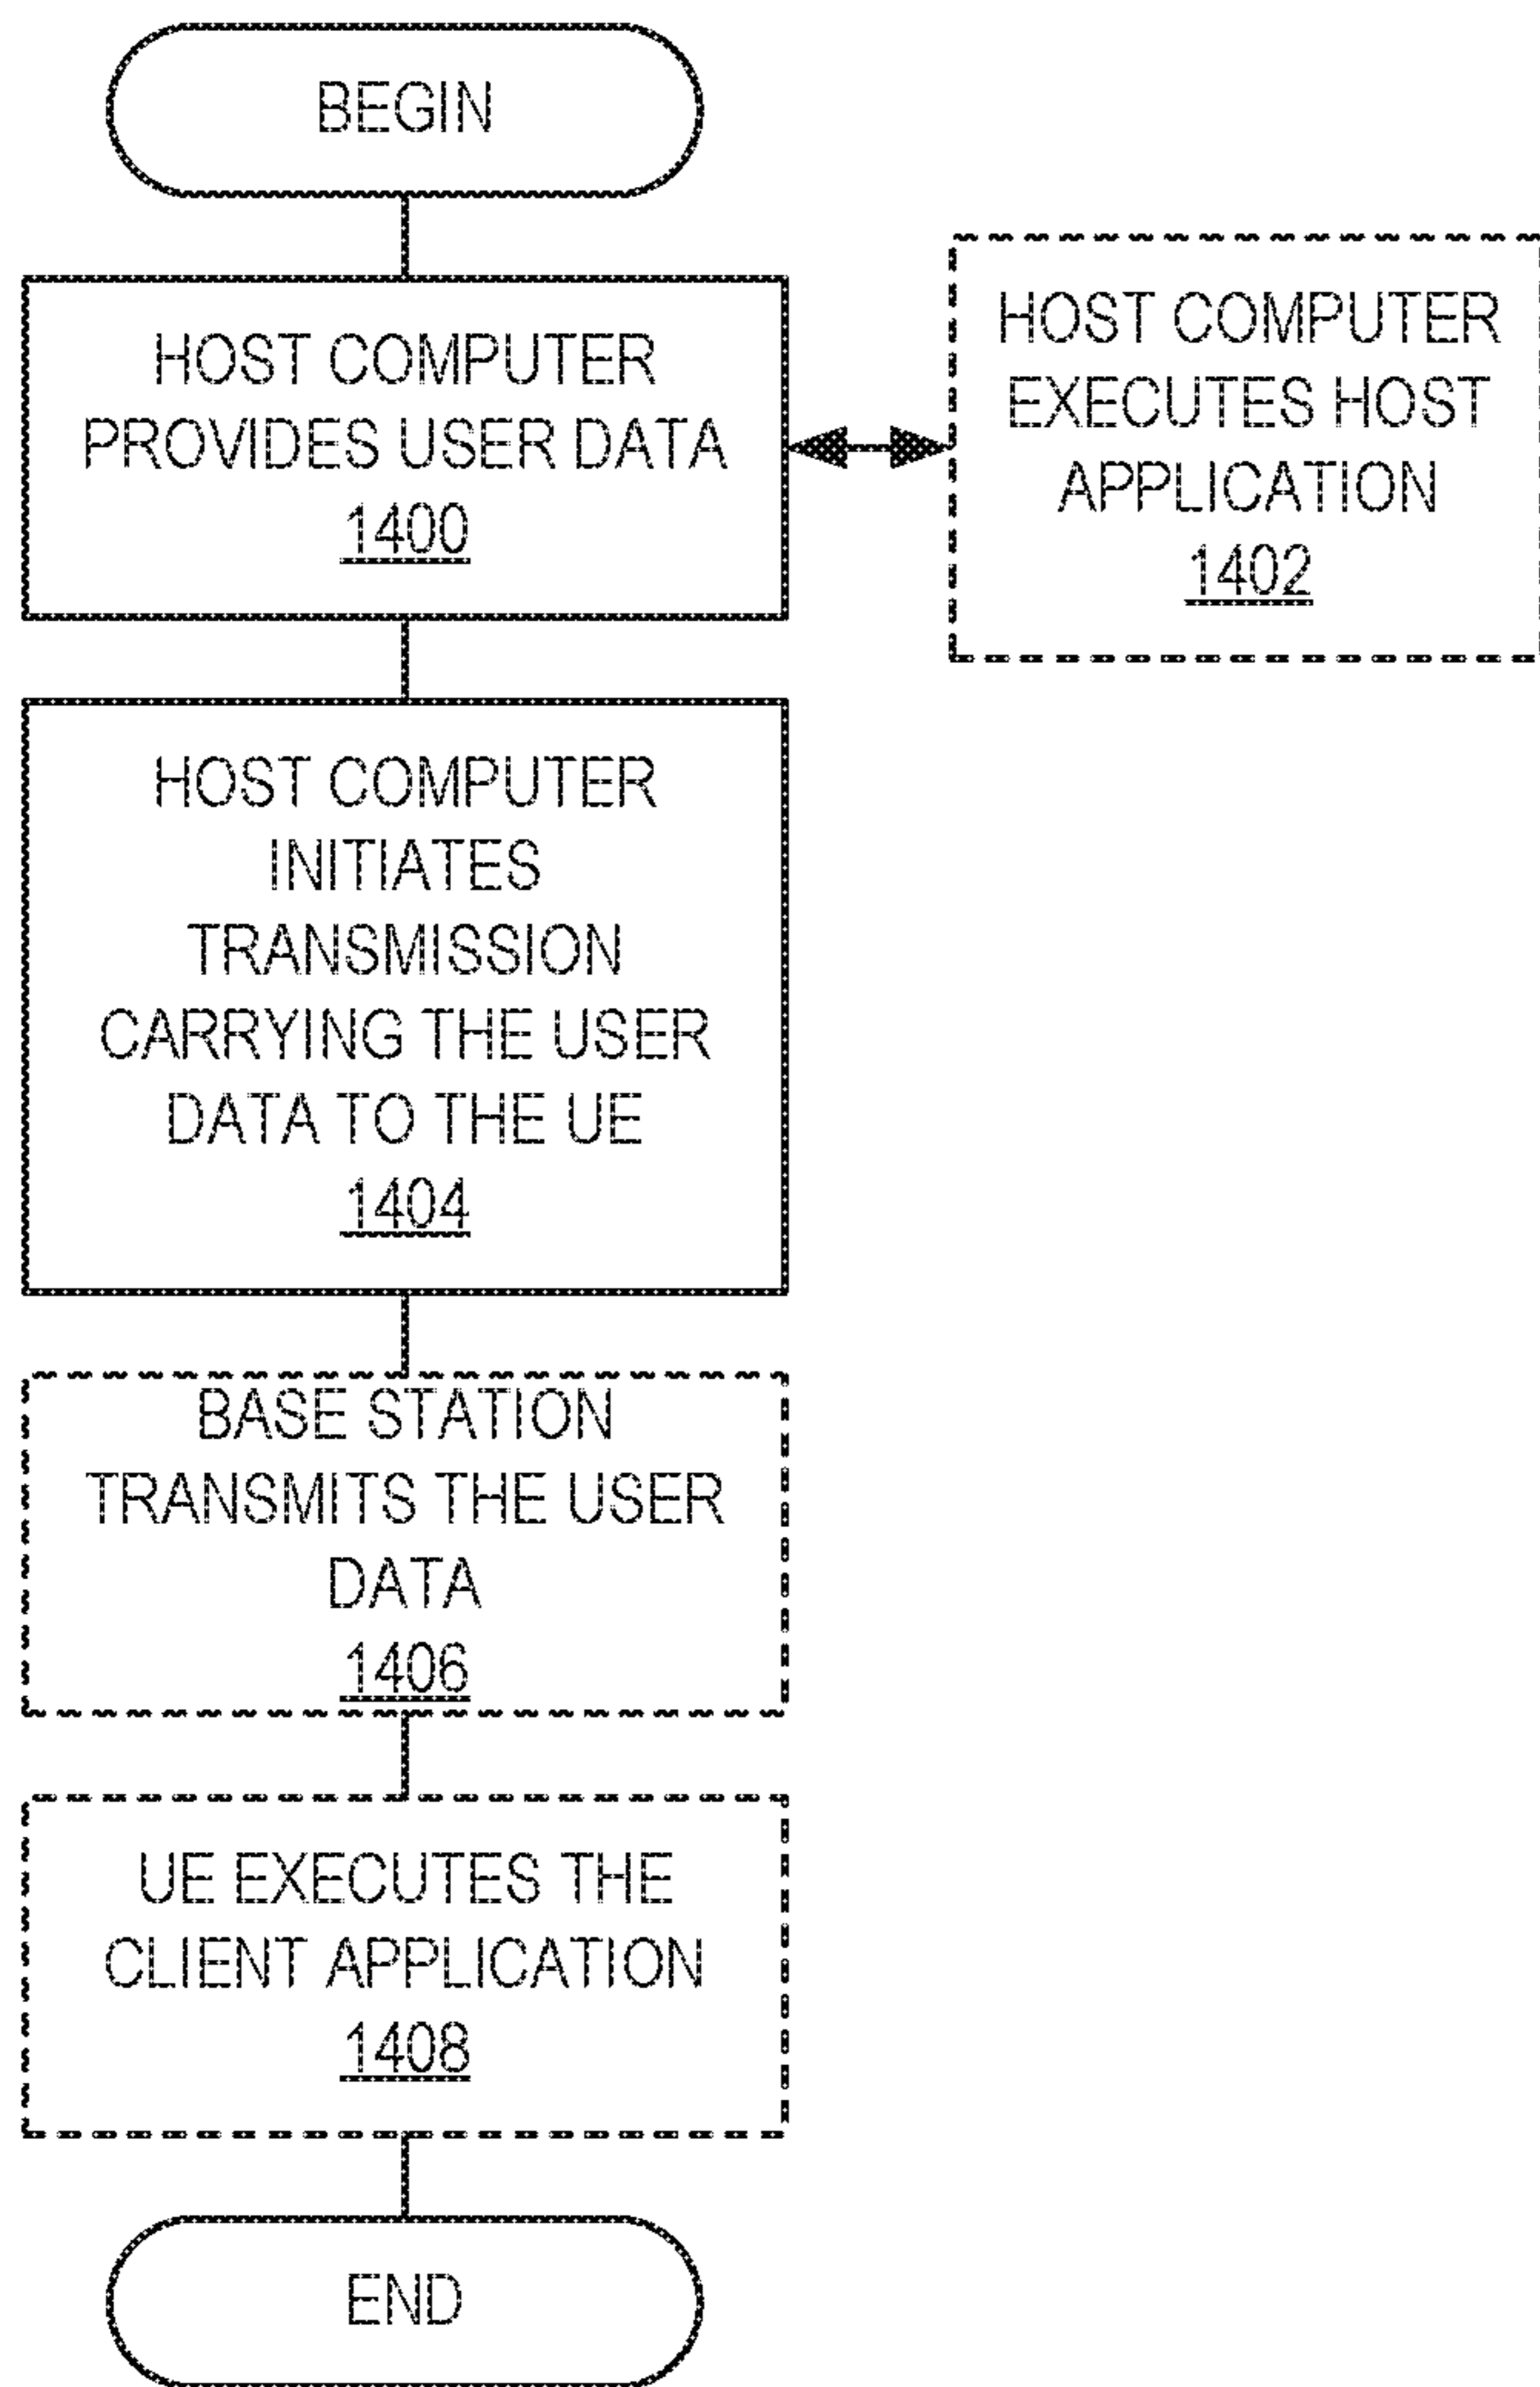 BEGIN
HOST COMPUTER
PROVIDES USER DATA
1400
HOST COMPUTER
EXECUTES HOST
APPLICATION
1402
HOST COMPUTER
INITIATES
TRANSMISSION
CARRYING THE USER
DATA TO THE UE
1404
BASE STATION
TRANSMITS THE USER
DATA
1406
UE EXECUTES THE
CLIENT APPLICATION
1408
END